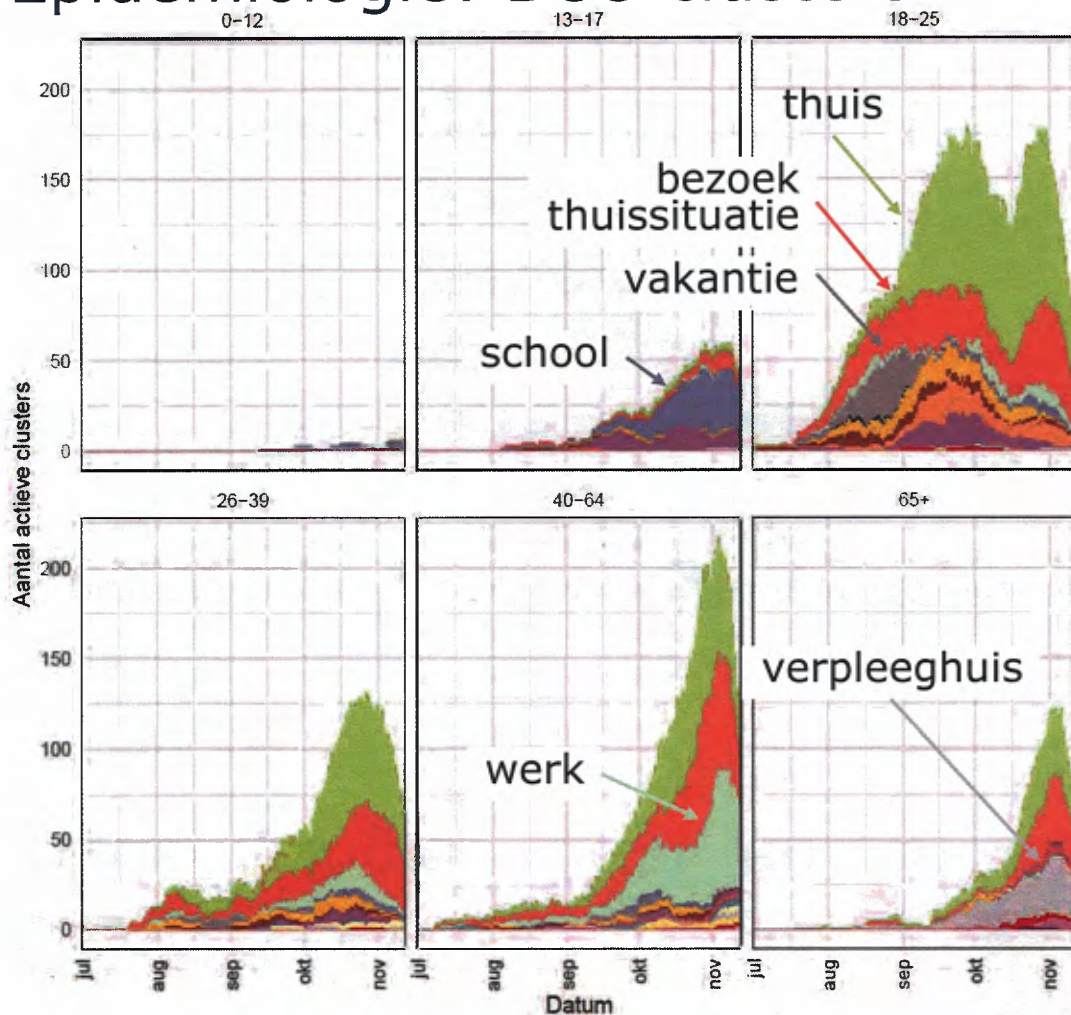 0–12
13–17
18–25
200
150
100
50
0
thuis
bezoek
thuissituatie
vakantie
school
Aantal actieve clusters
26–39
40–64
65+
200
150
100
50
0
werk
verpleeghuis
jul
aug
sep
okt
nov
jul
aug
sep
okt
nov
jul
aug
sep
okt
nov
Datum